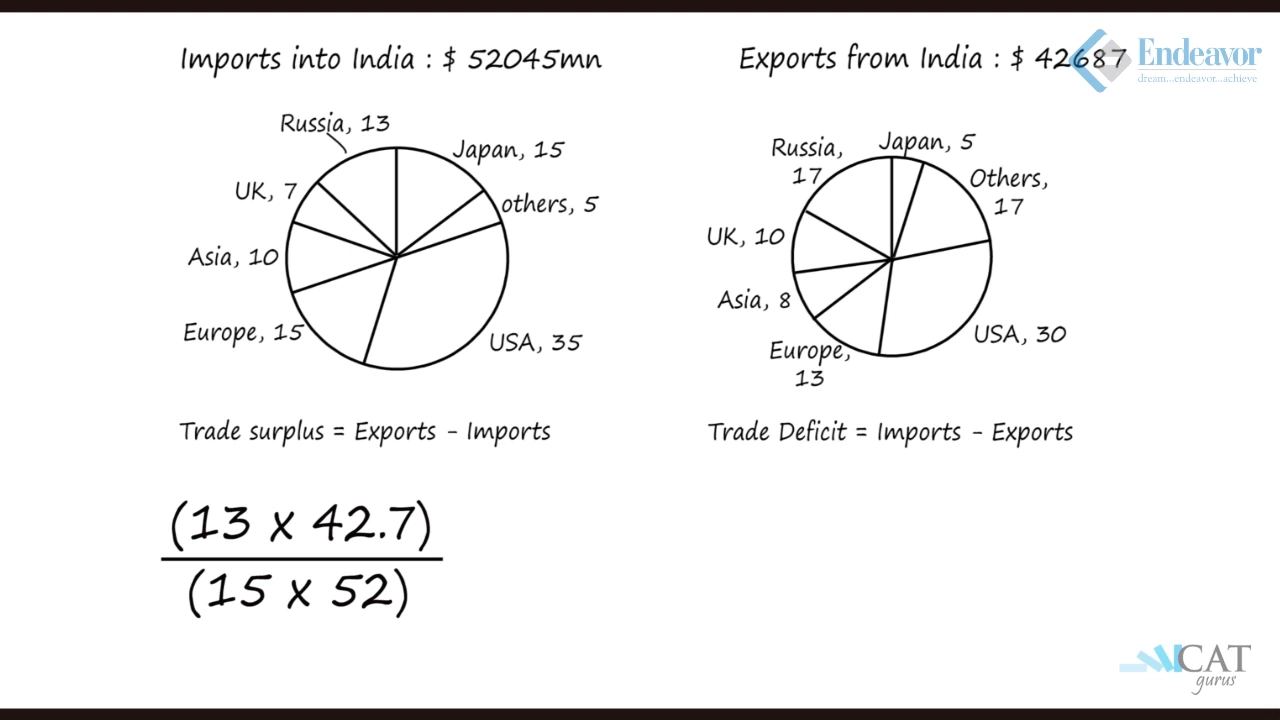 Imports into India : $ 52045mn
Exports from India : $ 42687
Endeavor
dream...endeavor...achieve
Russia, 13
Japan, 15
UK, 7
others, 5
Asia, 10
Europe, 15
USA, 35
Russia,
17
Japan, 5
Others,
17
UK, 10
Asia, 8
USA, 30
Europe,
13
Trade surplus = Exports - Imports
Trade Deficit = Imports - Exports
(13 x 42.7)
(15 x 52)
CAT
gurus